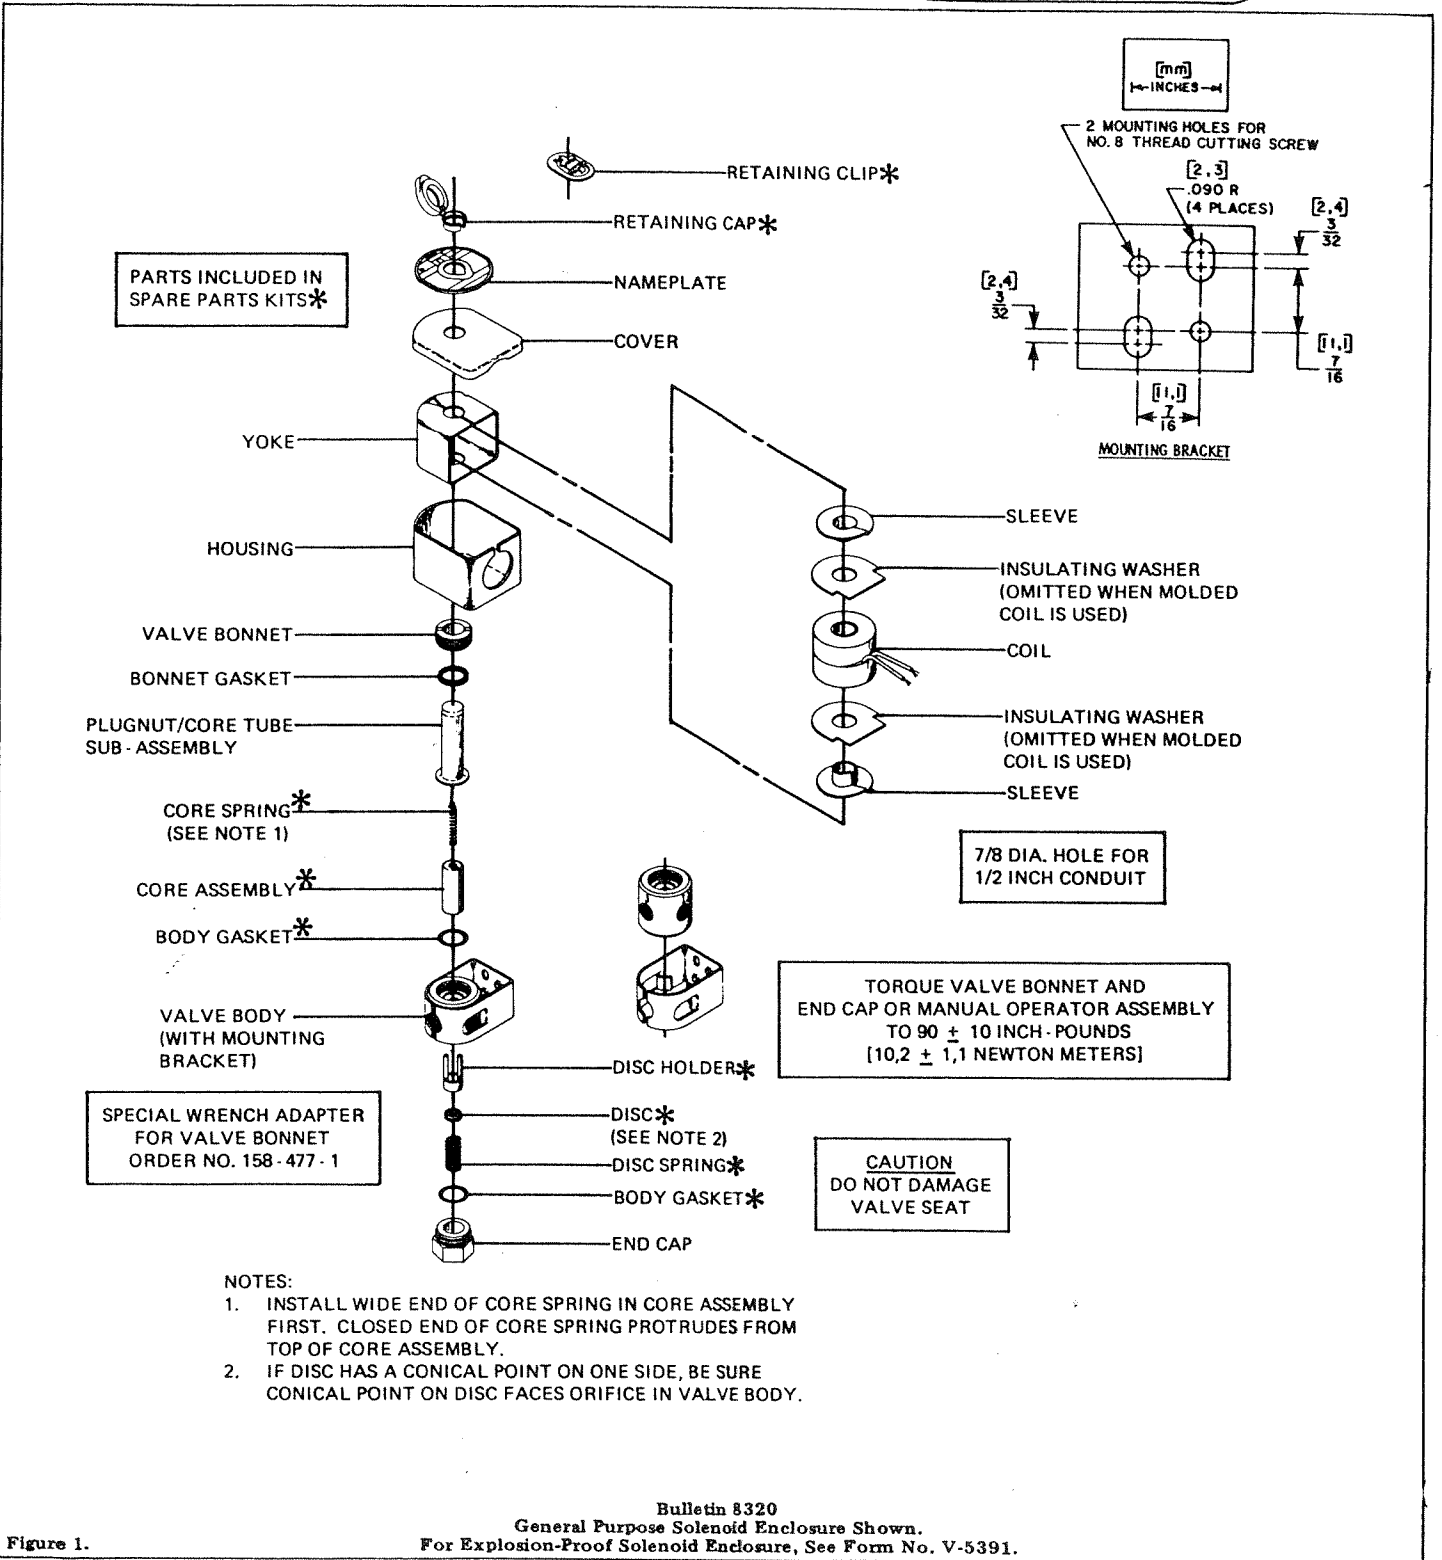 [mm]
INCHES
2 MOUNTING HOLES FOR
NO. 8 THREAD CUTTING SCREW
[2,3]
.090 R
(4 PLACES)
[2,4]
3
32
[2,4]
3
32
[11,1]
7
16
[11,1]
7
16
MOUNTING BRACKET
RETAINING CLIP*
RETAINING CAP*
PARTS INCLUDED IN
SPARE PARTS KITS*
NAMEPLATE
COVER
YOKE
HOUSING
VALVE BONNET
BONNET GASKET
PLUGNUT/CORE TUBE
SUB-ASSEMBLY
CORE SPRING*
(SEE NOTE 1)
CORE ASSEMBLY*
BODY GASKET*
VALVE BODY
(WITH MOUNTING
BRACKET)
SLEEVE
INSULATING WASHER
(OMITTED WHEN MOLDED
COIL IS USED)
COIL
INSULATING WASHER
(OMITTED WHEN MOLDED
COIL IS USED)
SLEEVE
7/8 DIA. HOLE FOR
1/2 INCH CONDUIT
TORQUE VALVE BONNET AND
END CAP OR MANUAL OPERATOR ASSEMBLY
TO 90 ± 10 INCH-POUNDS
[10,2 ± 1,1 NEWTON METERS]
DISC HOLDER*
DISC*
(SEE NOTE 2)
DISC SPRING*
BODY GASKET*
END CAP
SPECIAL WRENCH ADAPTER
FOR VALVE BONNET
ORDER NO. 158-477-1
CAUTION
DO NOT DAMAGE
VALVE SEAT
NOTES:
1. INSTALL WIDE END OF CORE SPRING IN CORE ASSEMBLY
FIRST. CLOSED END OF CORE SPRING PROTRUDES FROM
TOP OF CORE ASSEMBLY.
2. IF DISC HAS A CONICAL POINT ON ONE SIDE, BE SURE
CONICAL POINT ON DISC FACES ORIFICE IN VALVE BODY.
Bulletin 8320
General Purpose Solenoid Enclosure Shown.
Figure 1. For Explosion-Proof Solenoid Enclosure, See Form No. V-5391.